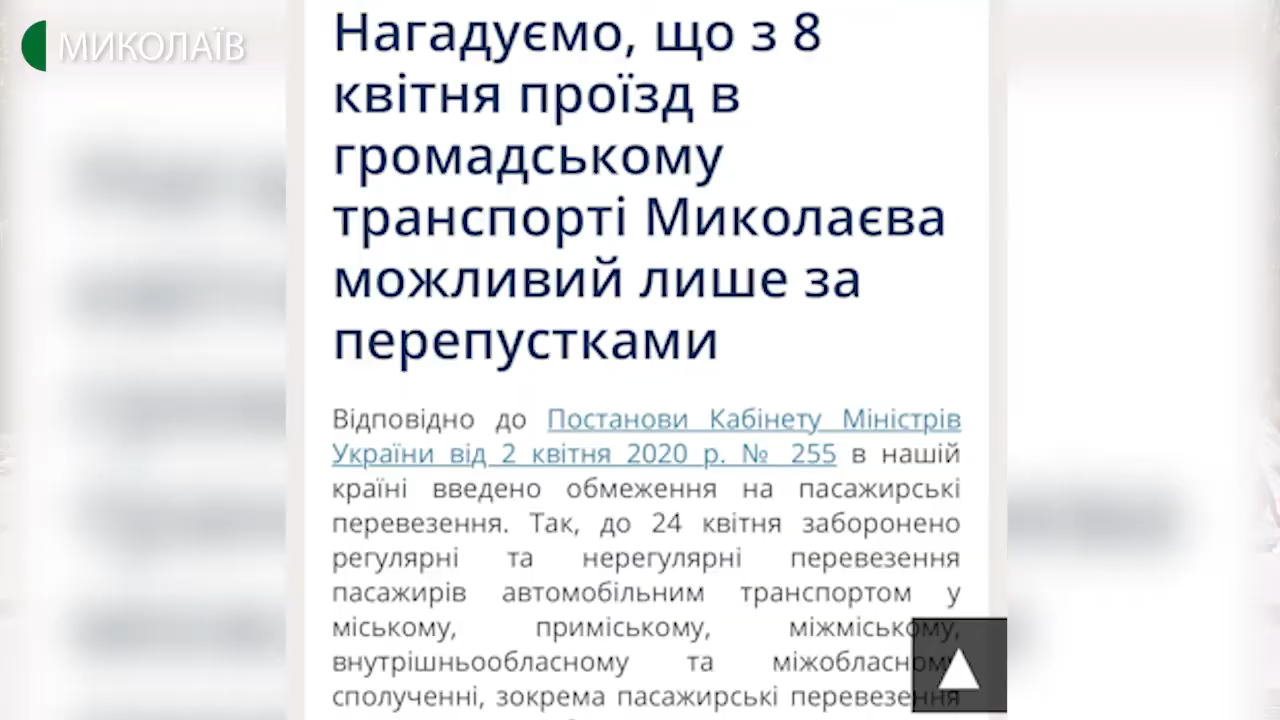 МИКОЛАЇВ
Нагадуємо, що з 8
квітня проїзд в
громадському
транспорті Миколаєва
можливий лише за
перепустками
Відповідно до Постанови Кабінету Міністрів
України від 2 квітня 2020 р. № 255 в нашій
країні введено обмеження на пасажирські
перевезення. Так, до 24 квітня заборонено
регулярні та нерегулярні перевезення
пасажирів автомобільним транспортом у
міському, приміському, міжміському,
внутрішньообласному та міжобласному
сполученні, зокрема пасажирські перевезення